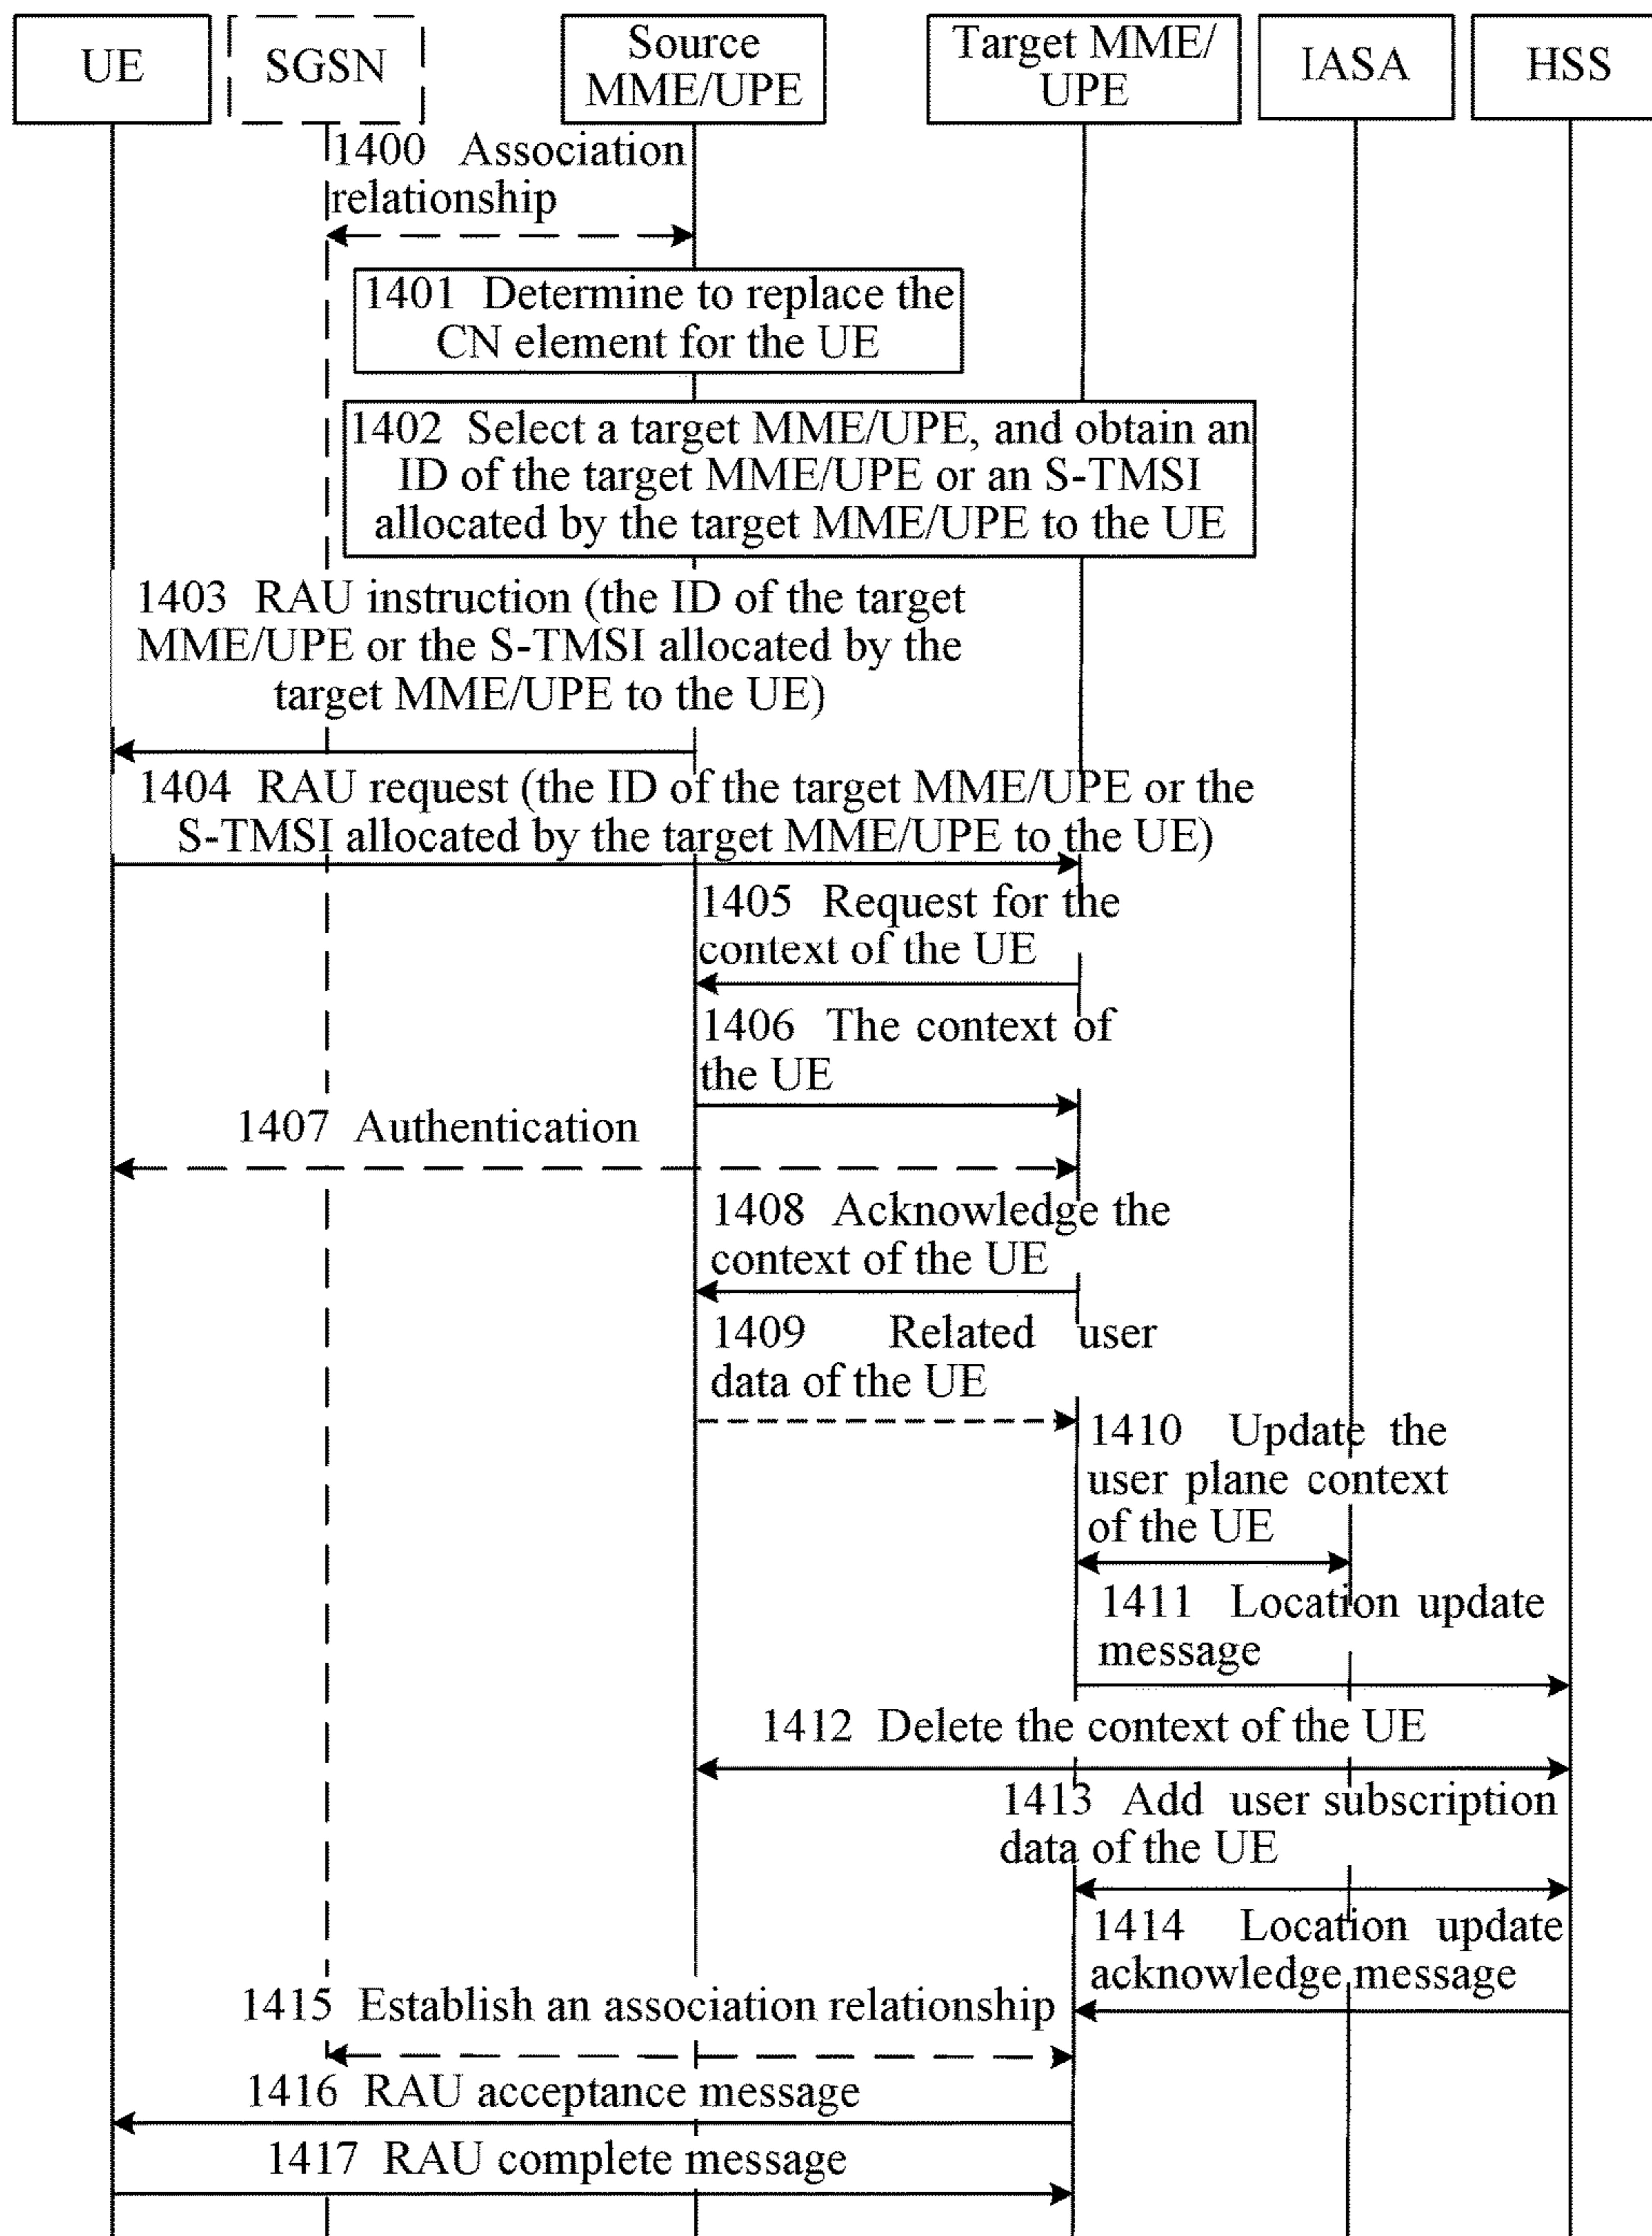 UE
SGSN
Source
MME/UPE
Target MME/
UPE
IASA
HSS
1400 Association
relationship
1401 Determine to replace the
CN element for the UE
1402 Select a target MME/UPE, and obtain an
ID of the target MME/UPE or an S-TMSI
allocated by the target MME/UPE to the UE
1403 RAU instruction (the ID of the target
MME/UPE or the S-TMSI allocated by the
target MME/UPE to the UE)
1404 RAU request (the ID of the target MME/UPE or the
S-TMSI allocated by the target MME/UPE to the UE)
1405 Request for the
context of the UE
1406 The context of
the UE
1407 Authentication
1408 Acknowledge the
context of the UE
1409 Related user
data of the UE
1410 Update the
user plane context
of the UE
1411 Location update
message
1412 Delete the context of the UE
1413 Add user subscription
data of the UE
1414 Location update
acknowledge message
1415 Establish an association relationship
1416 RAU acceptance message
1417 RAU complete message